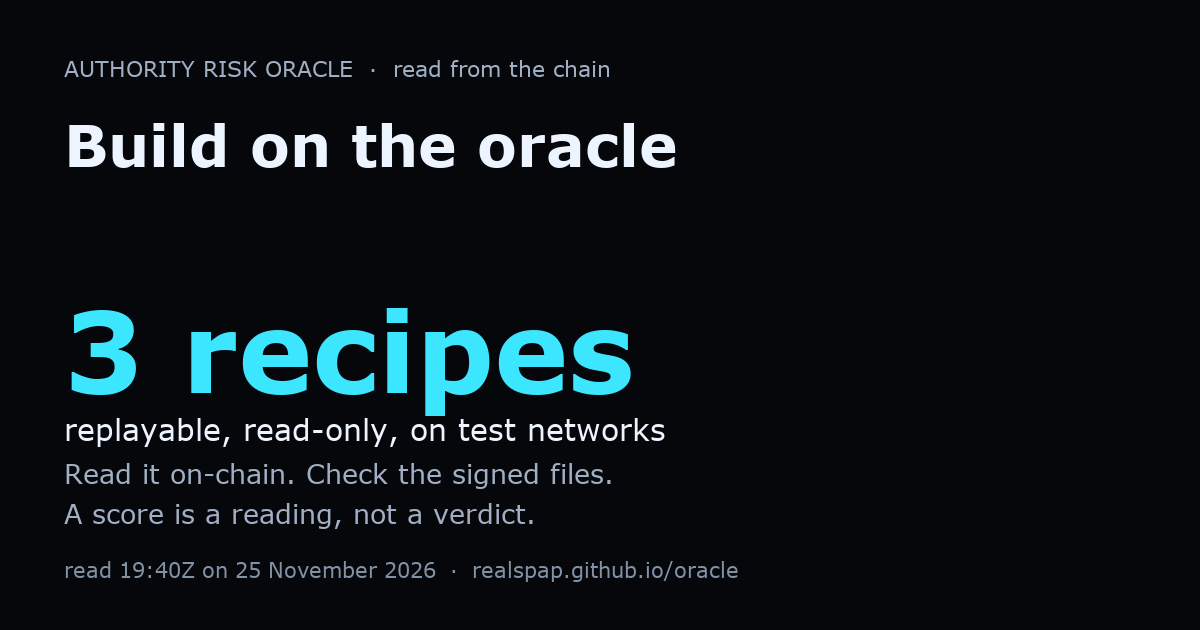 AUTHORITY RISK ORACLE · read from the chain
Build on the oracle
3 recipes
replayable, read-only, on test networks
Read it on-chain. Check the signed files.
A score is a reading, not a verdict.
read 19:40Z on 25 November 2026 · realspap.github.io/oracle